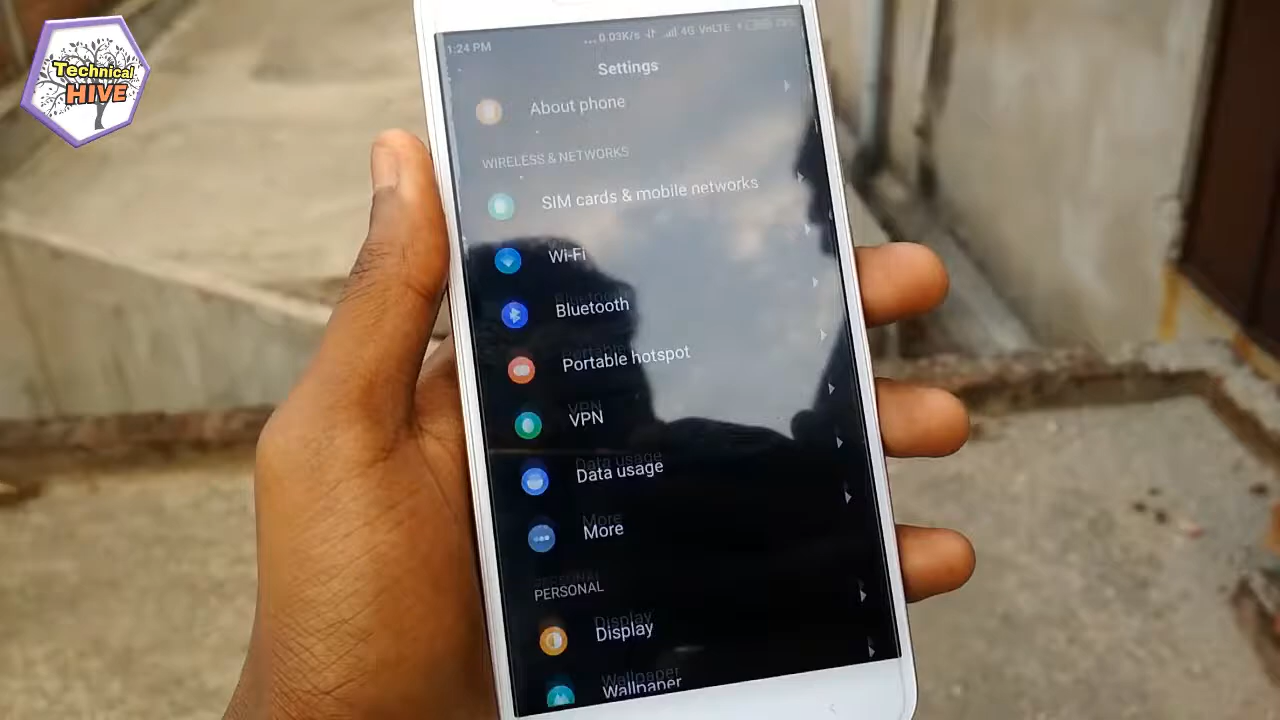 Technical
HIVE
1:24 PM ...0.03K/s 4G VoLTE
Settings
About phone
WIRELESS & NETWORKS
SIM cards & mobile networks
Wi-Fi
Bluetooth
Portable hotspot
VPN
Data usage
More
PERSONAL
Display
Wallpaper